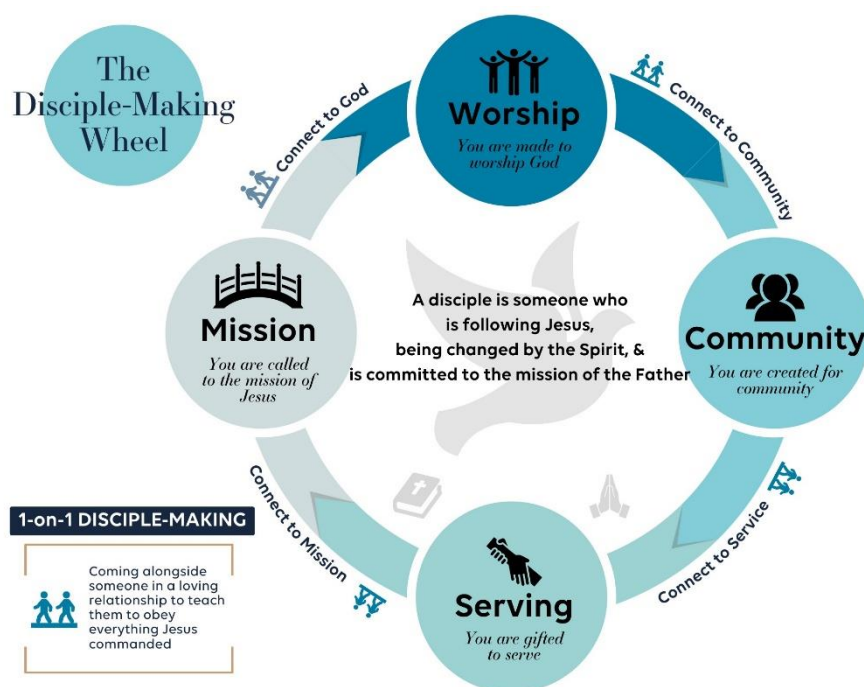 The
Disciple-Making
Wheel
Worship
You are made to
worship God
Connect to Community
Community
You are created for
community
Connect to Service
Serving
You are gifted
to serve
Connect to Mission
Mission
You are called
to the mission of
Jesus
Connect to God
A disciple is someone who
is following Jesus,
being changed by the Spirit, &
is committed to the mission of the Father
1-on-1 DISCIPLE-MAKING
Coming alongside
someone in a loving
relationship to teach
them to obey
everything Jesus
commanded